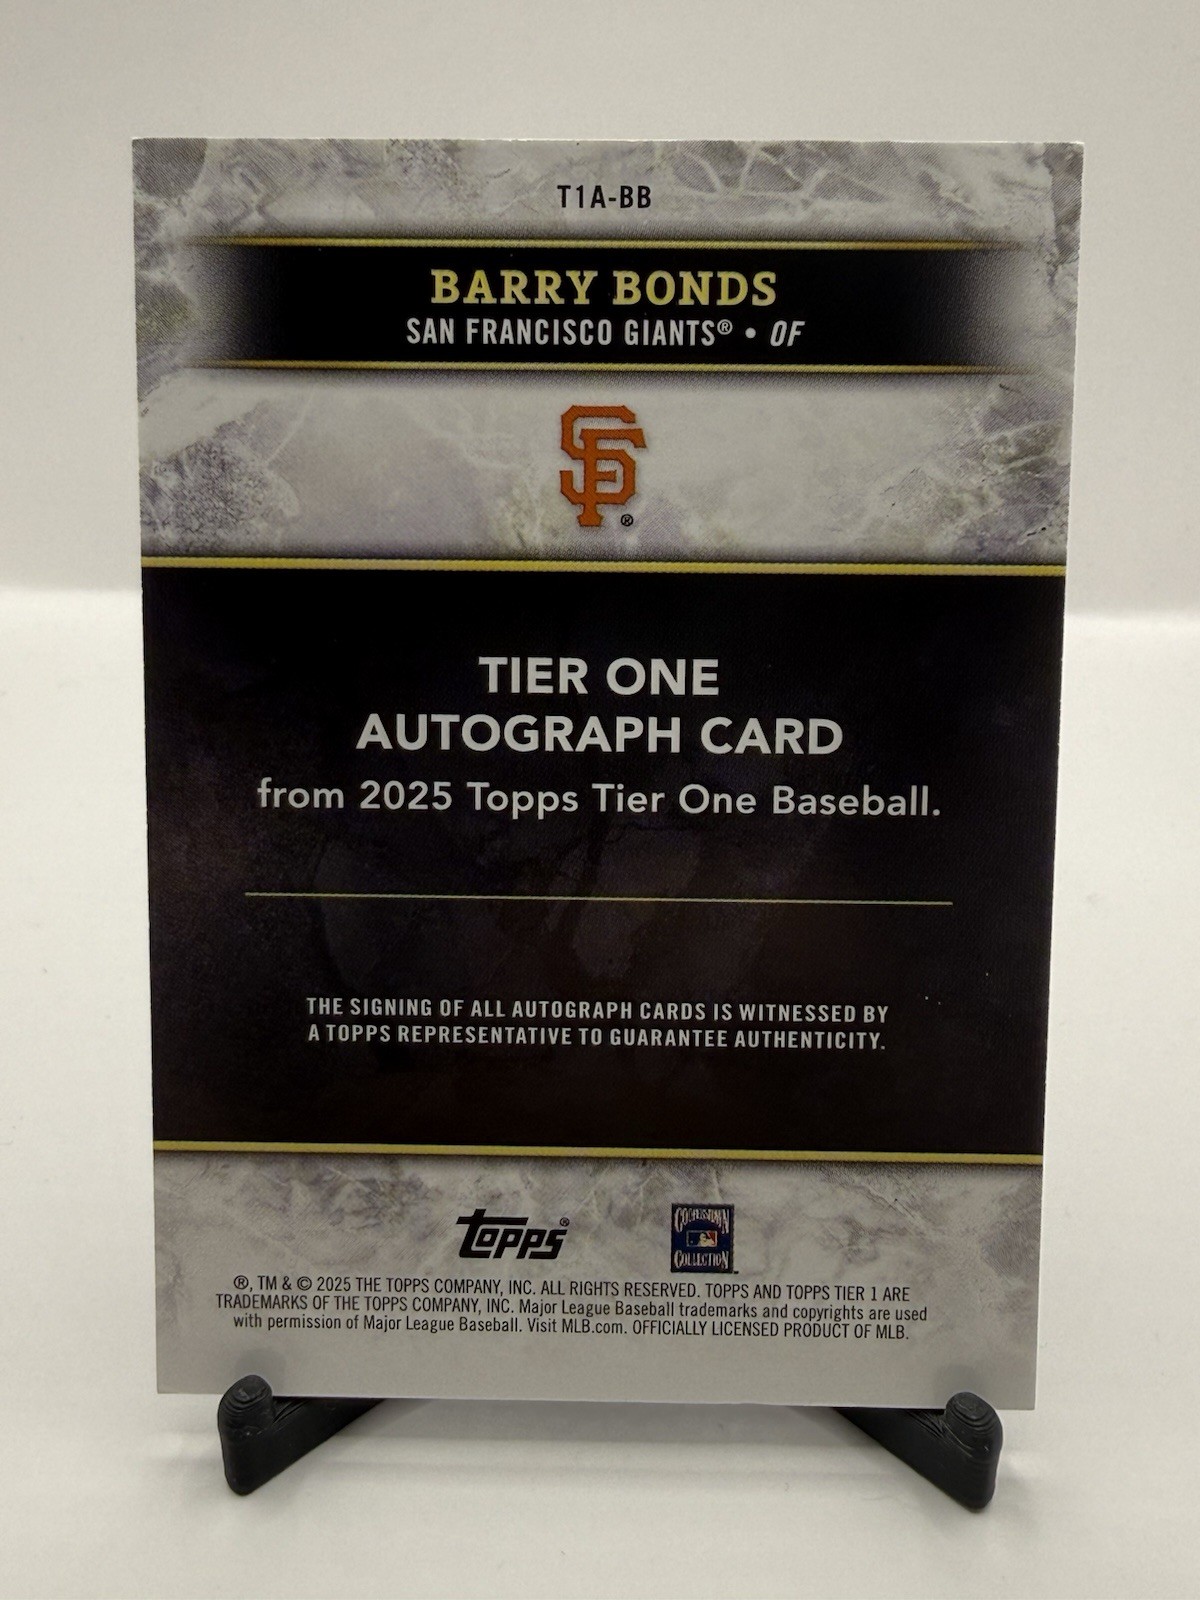 T1A-BB
BARRY BONDS
SAN FRANCISCO GIANTS® • OF
SF®
TIER ONE
AUTOGRAPH CARD
from 2025 Topps Tier One Baseball.
THE SIGNING OF ALL AUTOGRAPH CARDS IS WITNESSED BY
A TOPPS REPRESENTATIVE TO GUARANTEE AUTHENTICITY.
topps®
COOPERSTOWN
COLLECTION
®, TM & © 2025 THE TOPPS COMPANY, INC. ALL RIGHTS RESERVED. TOPPS AND TOPPS TIER 1 ARE
TRADEMARKS OF THE TOPPS COMPANY, INC. Major League Baseball trademarks and copyrights are used
with permission of Major League Baseball. Visit MLB.com. OFFICIALLY LICENSED PRODUCT OF MLB.